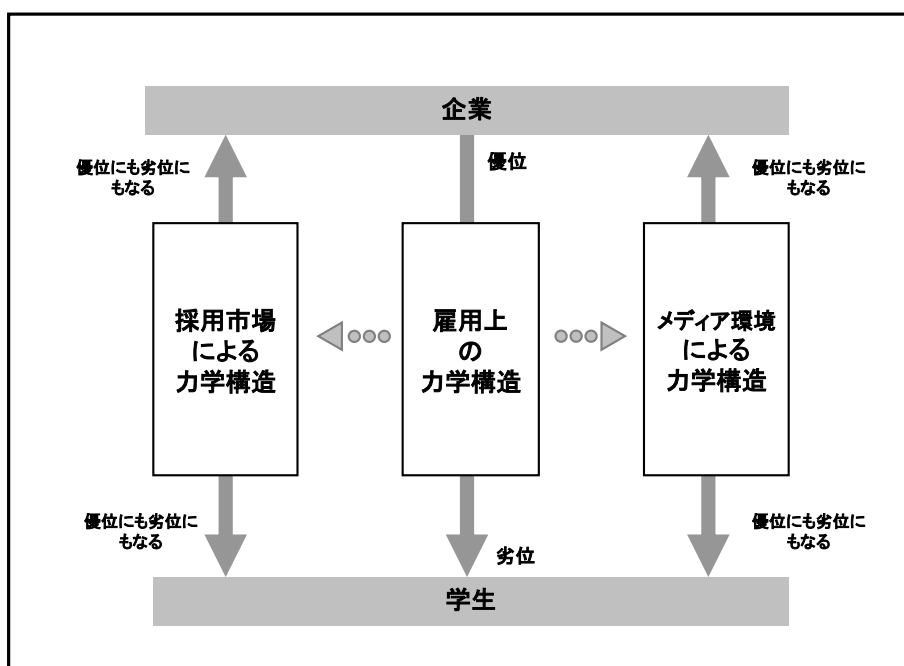 企業
優位にも劣位に
もなる
優位
優位にも劣位に
もなる
採用市場
による
力学構造
雇用上
の
力学構造
メディア環境
による
力学構造
優位にも劣位に
もなる
劣位
優位にも劣位に
もなる
学生